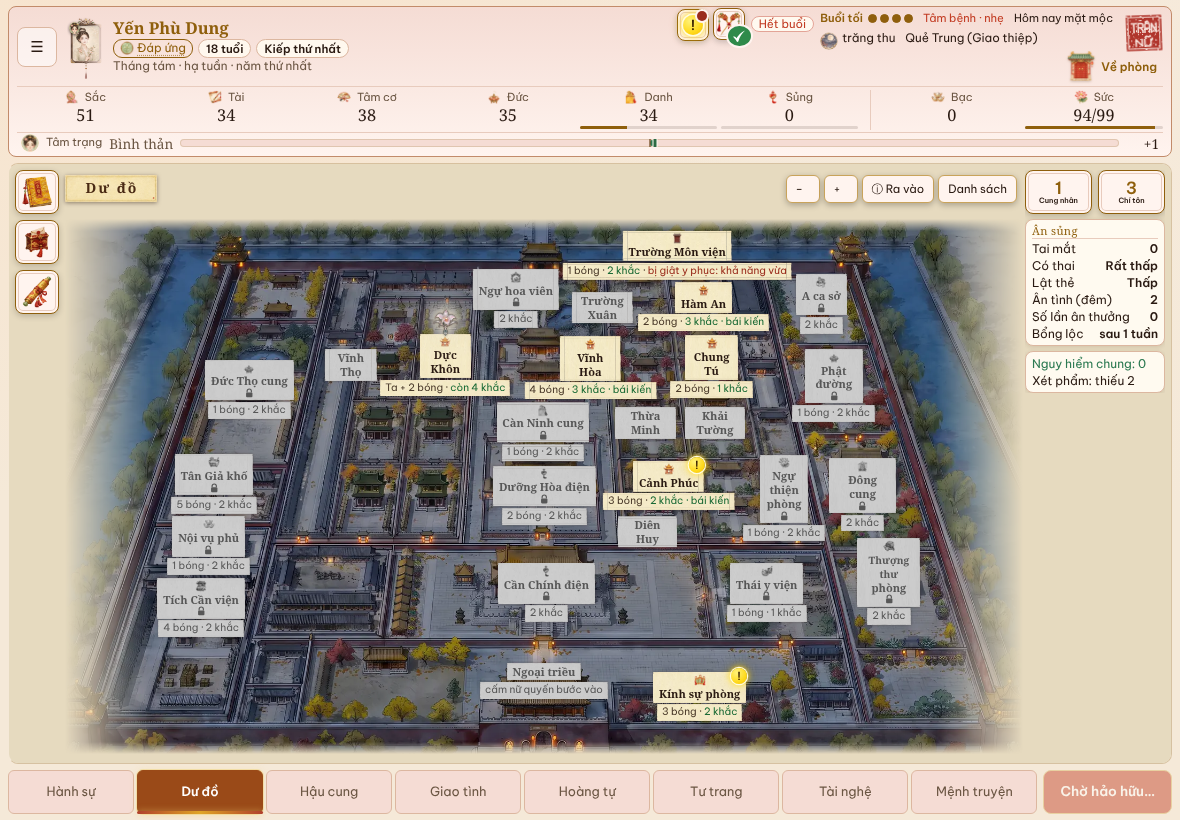 ☰
Yến Phù Dung
Đáp ứng
18 tuổi
Kiếp thứ nhất
Tháng tám · hạ tuần · năm thứ nhất
!
Hết buổi
Buổi tối
Tâm bệnh · nhẹ
Hôm nay mặt mộc
trăng thu
Quẻ Trung (Giao thiệp)
Về phòng
Sắc
51
Tài
34
Tâm cơ
38
Đức
35
Danh
34
Sủng
0
Bạc
0
Sức
94/99
Tâm trạng
Bình thản
+1
Dư đồ
−
+
ⓘ Ra vào
Danh sách
1
Cung nhân
3
Chí tôn
Ân sủng
Tai mắt 0
Có thai Rất thấp
Lật thẻ Thấp
Ân tình (đêm) 2
Số lần ân thưởng 0
Bổng lộc sau 1 tuần
Nguy hiểm chung: 0
Xét phẩm: thiếu 2
Trường Môn viện
1 bóng · 2 khắc · bị giật y phục: khả năng vừa
Ngự hoa viên
2 khắc
Trường
Xuân
Hàm An
2 bóng · 3 khắc · bái kiến
A ca sở
2 khắc
Vĩnh
Thọ
Dực
Khôn
Ta + 2 bóng · còn 4 khắc
Vĩnh
Hòa
4 bóng · 3 khắc · bái kiến
Chung
Tú
2 bóng · 1 khắc
Đức Thọ cung
1 bóng · 2 khắc
Phật
đường
1 bóng · 2 khắc
Càn Ninh cung
1 bóng · 2 khắc
Thừa
Minh
Khải
Tường
Tân Giả khố
5 bóng · 2 khắc
Dưỡng Hòa điện
2 bóng · 2 khắc
!
Cảnh Phúc
3 bóng · 2 khắc · bái kiến
Ngự
thiện
phòng
1 bóng · 2 khắc
Đông
cung
2 khắc
Diên
Huy
Nội vụ phủ
1 bóng · 2 khắc
Thượng
thư
phòng
2 khắc
Tích Cần viện
4 bóng · 2 khắc
Cần Chính điện
2 khắc
Thái y viện
1 bóng · 1 khắc
Ngoại triều
cấm nữ quyến bước vào
!
Kính sự phòng
3 bóng · 2 khắc
Hành sự
Dư đồ
Hậu cung
Giao tình
Hoàng tự
Tư trang
Tài nghệ
Mệnh truyện
Chờ hảo hữu...